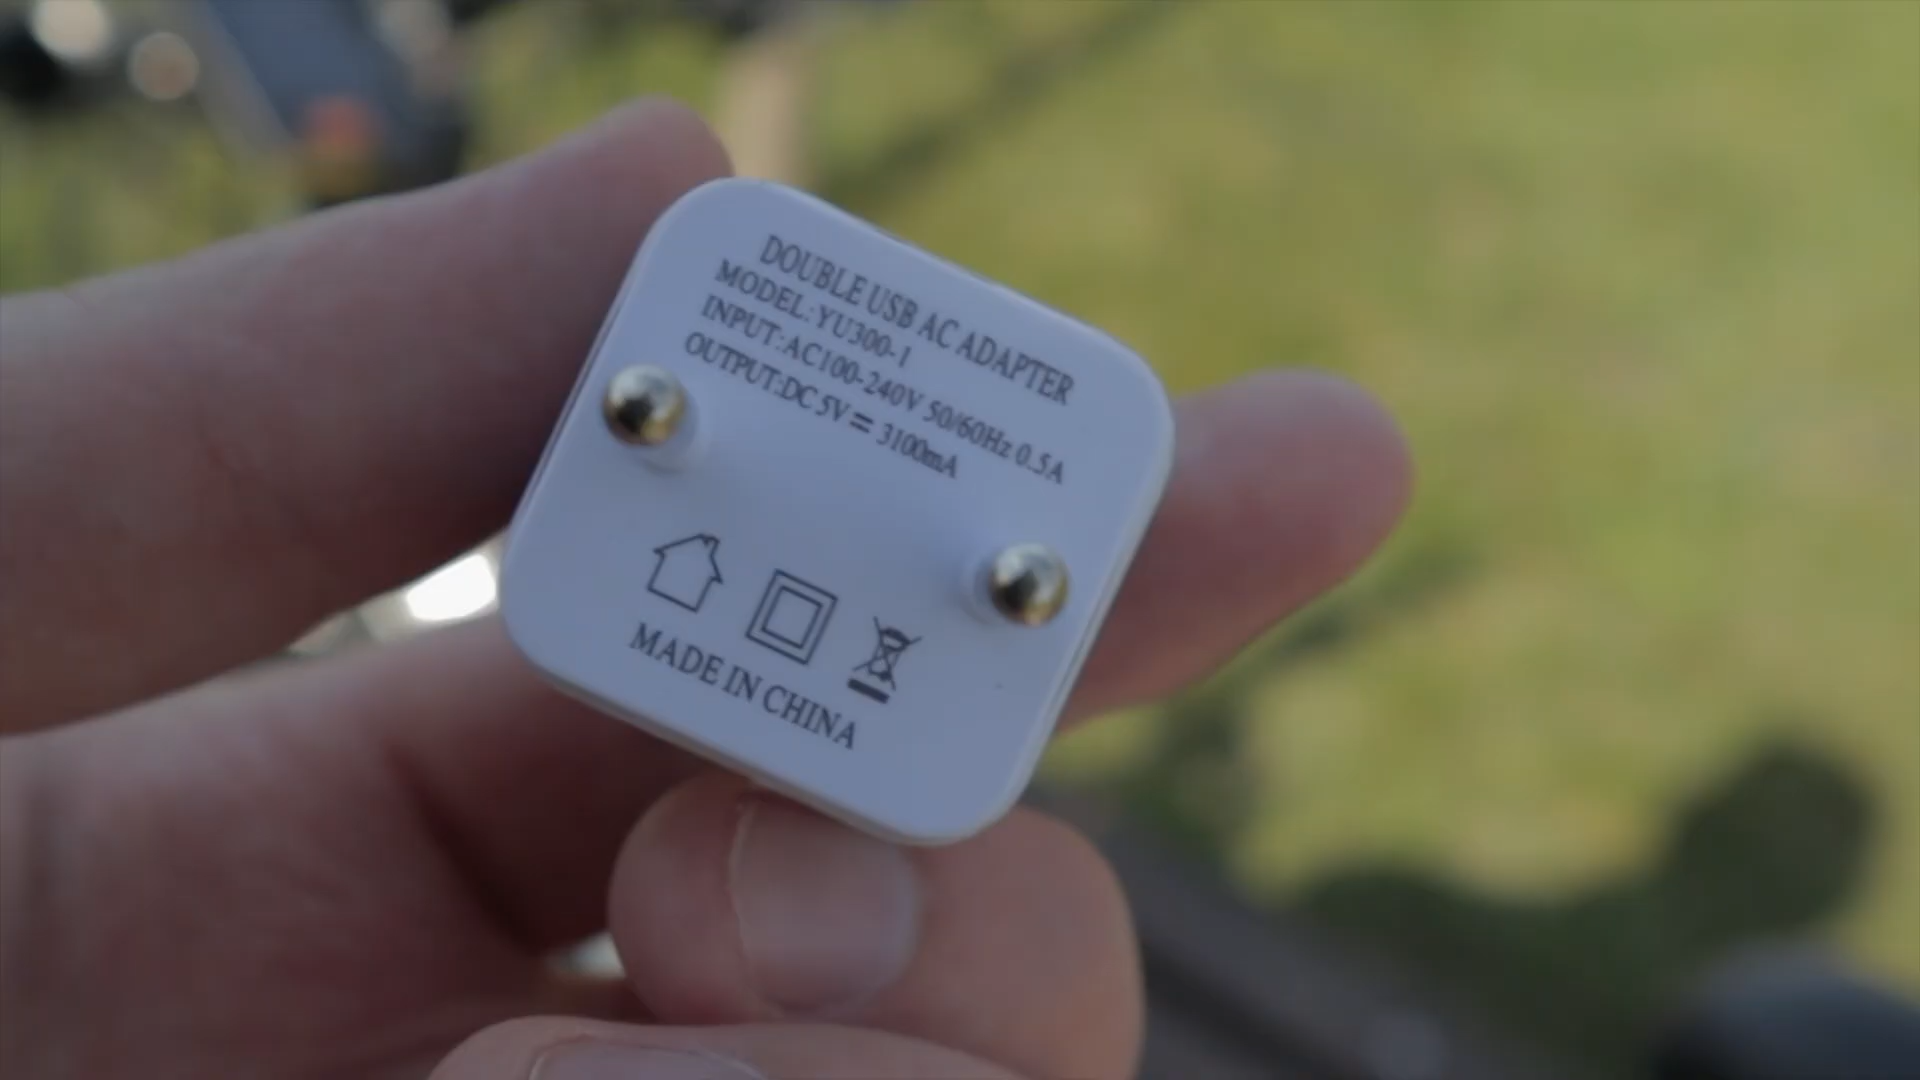 DOUBLE USB AC ADAPTER
MODEL:YU300-1
INPUT:AC100-240V 50/60Hz 0.5A
OUTPUT:DC 5V ⎓ 3100mA
MADE IN CHINA